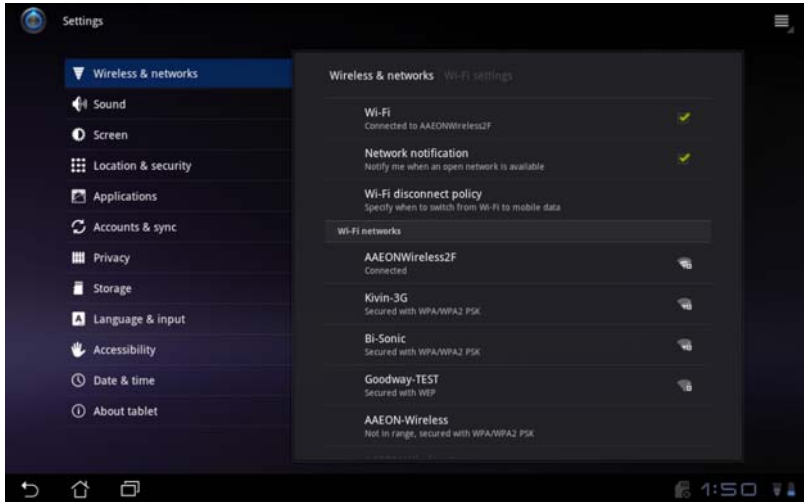 Settings
Wireless & networks
Sound
Screen
Location & security
Applications
Accounts & sync
Privacy
Storage
Language & input
Accessibility
Date & time
About tablet
Wireless & networks Wi-Fi settings
Wi-Fi
Connected to AAEONWireless2F
Network notification
Notify me when an open network is available
Wi-Fi disconnect policy
Specify when to switch from Wi-Fi to mobile data
Wi-Fi networks
AAEONWireless2F
Connected
Kivin-3G
Secured with WPA/WPA2 PSK
Bi-Sonic
Secured with WPA/WPA2 PSK
Goodway-TEST
Secured with WEP
AAEON-Wireless
Not in range, secured with WPA/WPA2 PSK
1:50